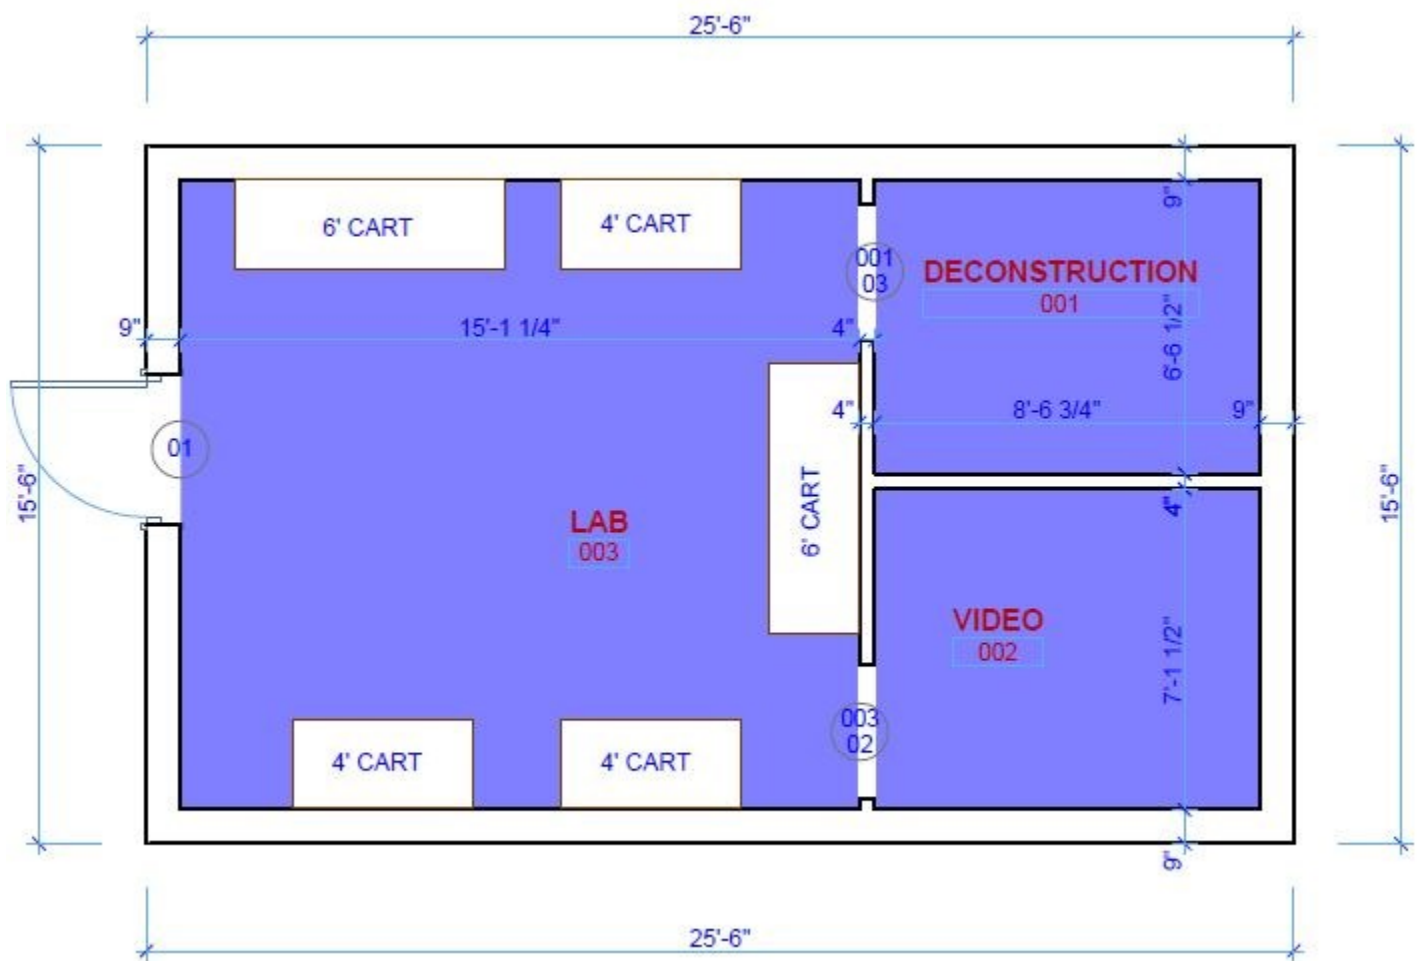 25'-6"
9"
6' CART
4' CART
001
03
DECONSTRUCTION
001
9"
15'-1 1/4"
4"
6'-6 1/2"
4"
8'-6 3/4"
9"
01
15'-6"
15'-6"
6' CART
4"
LAB
003
VIDEO
002
7'-1 1/2"
003
02
4' CART
4' CART
9"
25'-6"